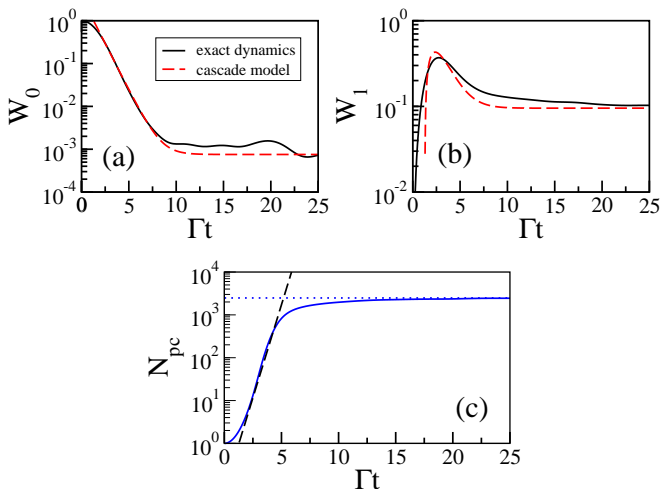 10^0
10^-1
10^-2
10^-3
10^-4
W_0
exact dynamics
cascade model
(a)
0 5 10 15 20 25
Γt
10^0
10^-1
10^-2
W_1
(b)
0 5 10 15 20 25
Γt
10^4
10^3
10^2
10^1
10^0
N_pc
(c)
0 5 10 15 20 25
Γt